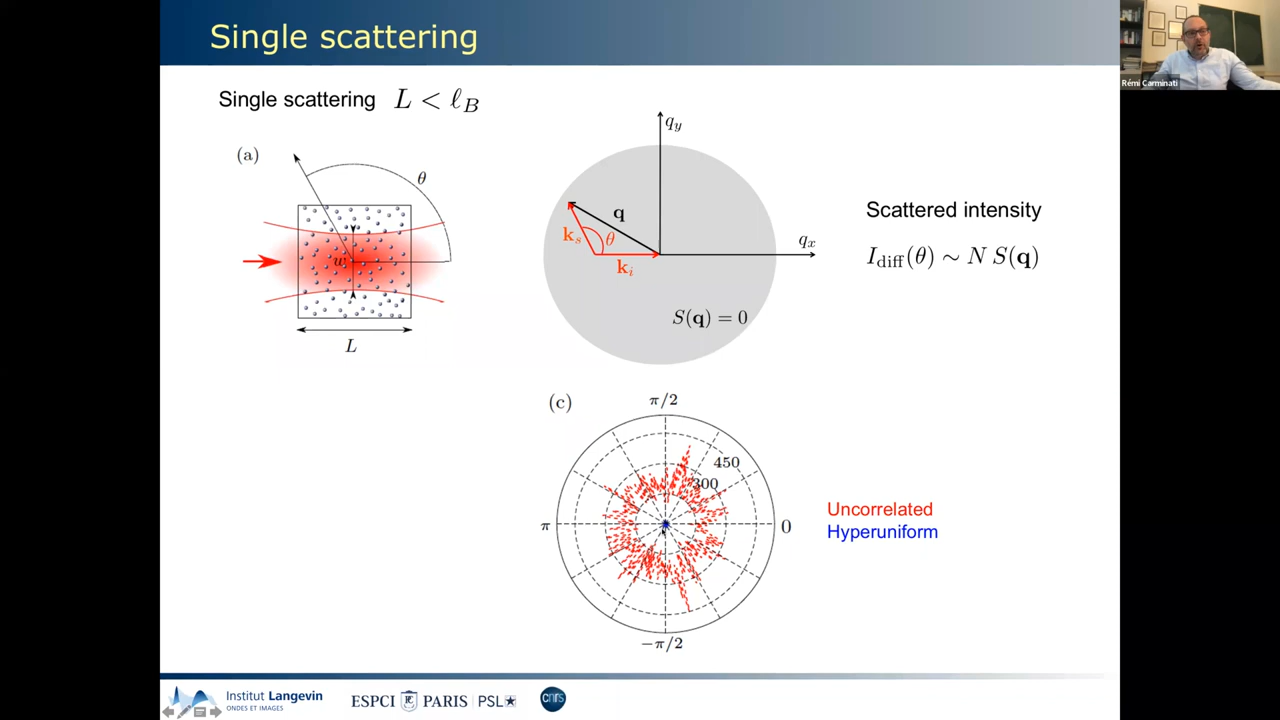 Single scattering
Rémi Carminati
Single scattering L < ℓ_B
(a)
θ
w
L
q_y
q
k_s
θ
k_i
q_x
S(q) = 0
Scattered intensity
I_diff(θ) ∼ N S(q)
(c)
π/2
450
300
π
0
−π/2
Uncorrelated
Hyperuniform
Institut Langevin
ONDES ET IMAGES
ESPCI PARIS PSL
cnrs